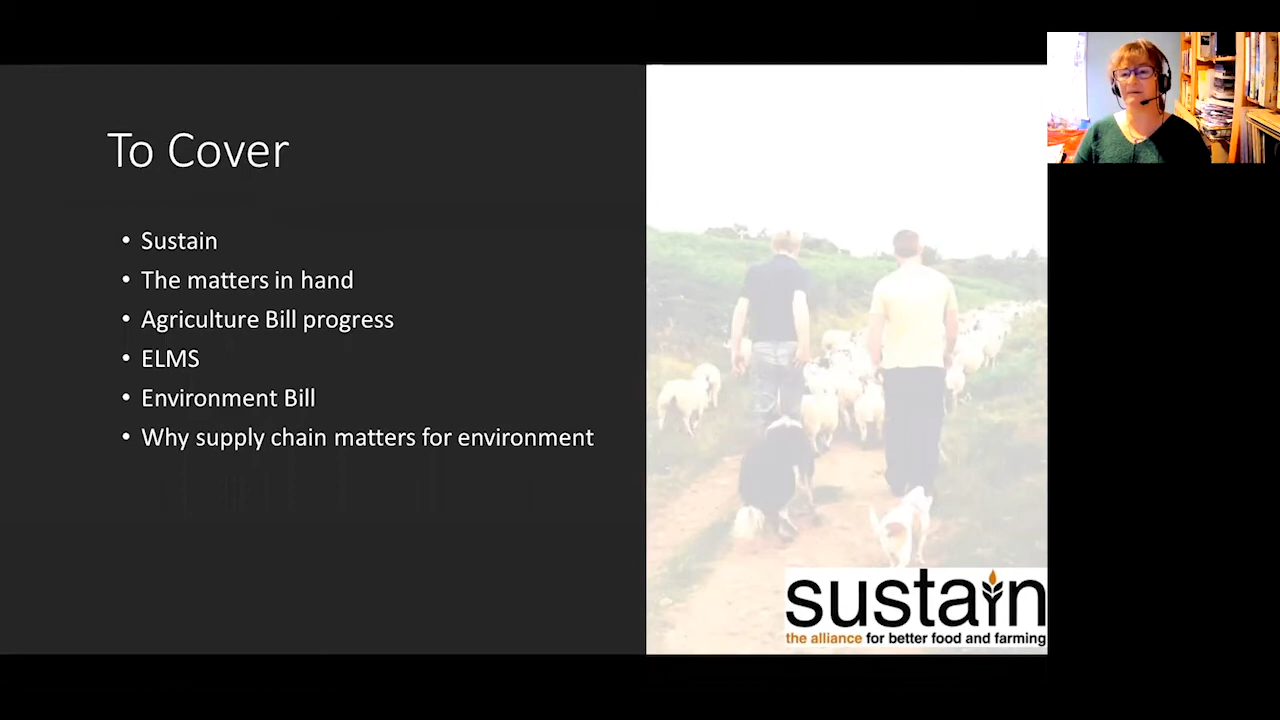 To Cover
• Sustain
• The matters in hand
• Agriculture Bill progress
• ELMS
• Environment Bill
• Why supply chain matters for environment
sustain
the alliance for better food and farming